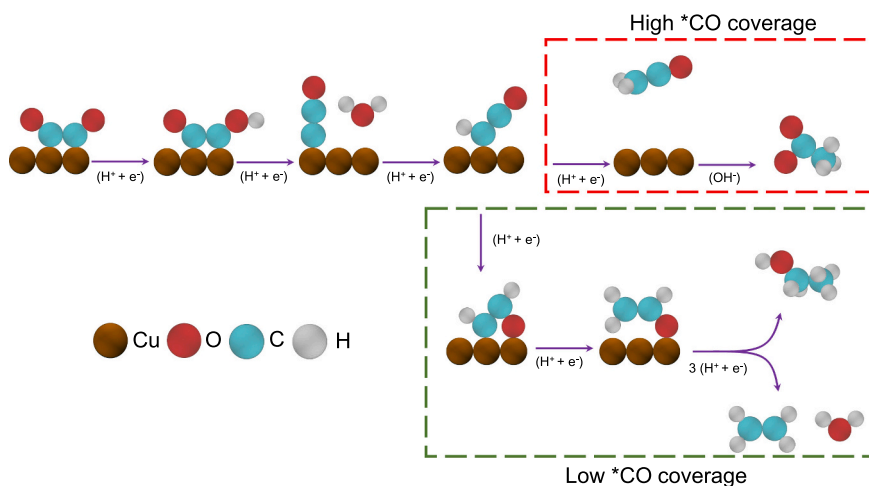 High *CO coverage
(H⁺ + e⁻)
(H⁺ + e⁻)
(H⁺ + e⁻)
(H⁺ + e⁻)
(OH⁻)
(H⁺ + e⁻)
Cu
O
C
H
(H⁺ + e⁻)
3 (H⁺ + e⁻)
Low *CO coverage